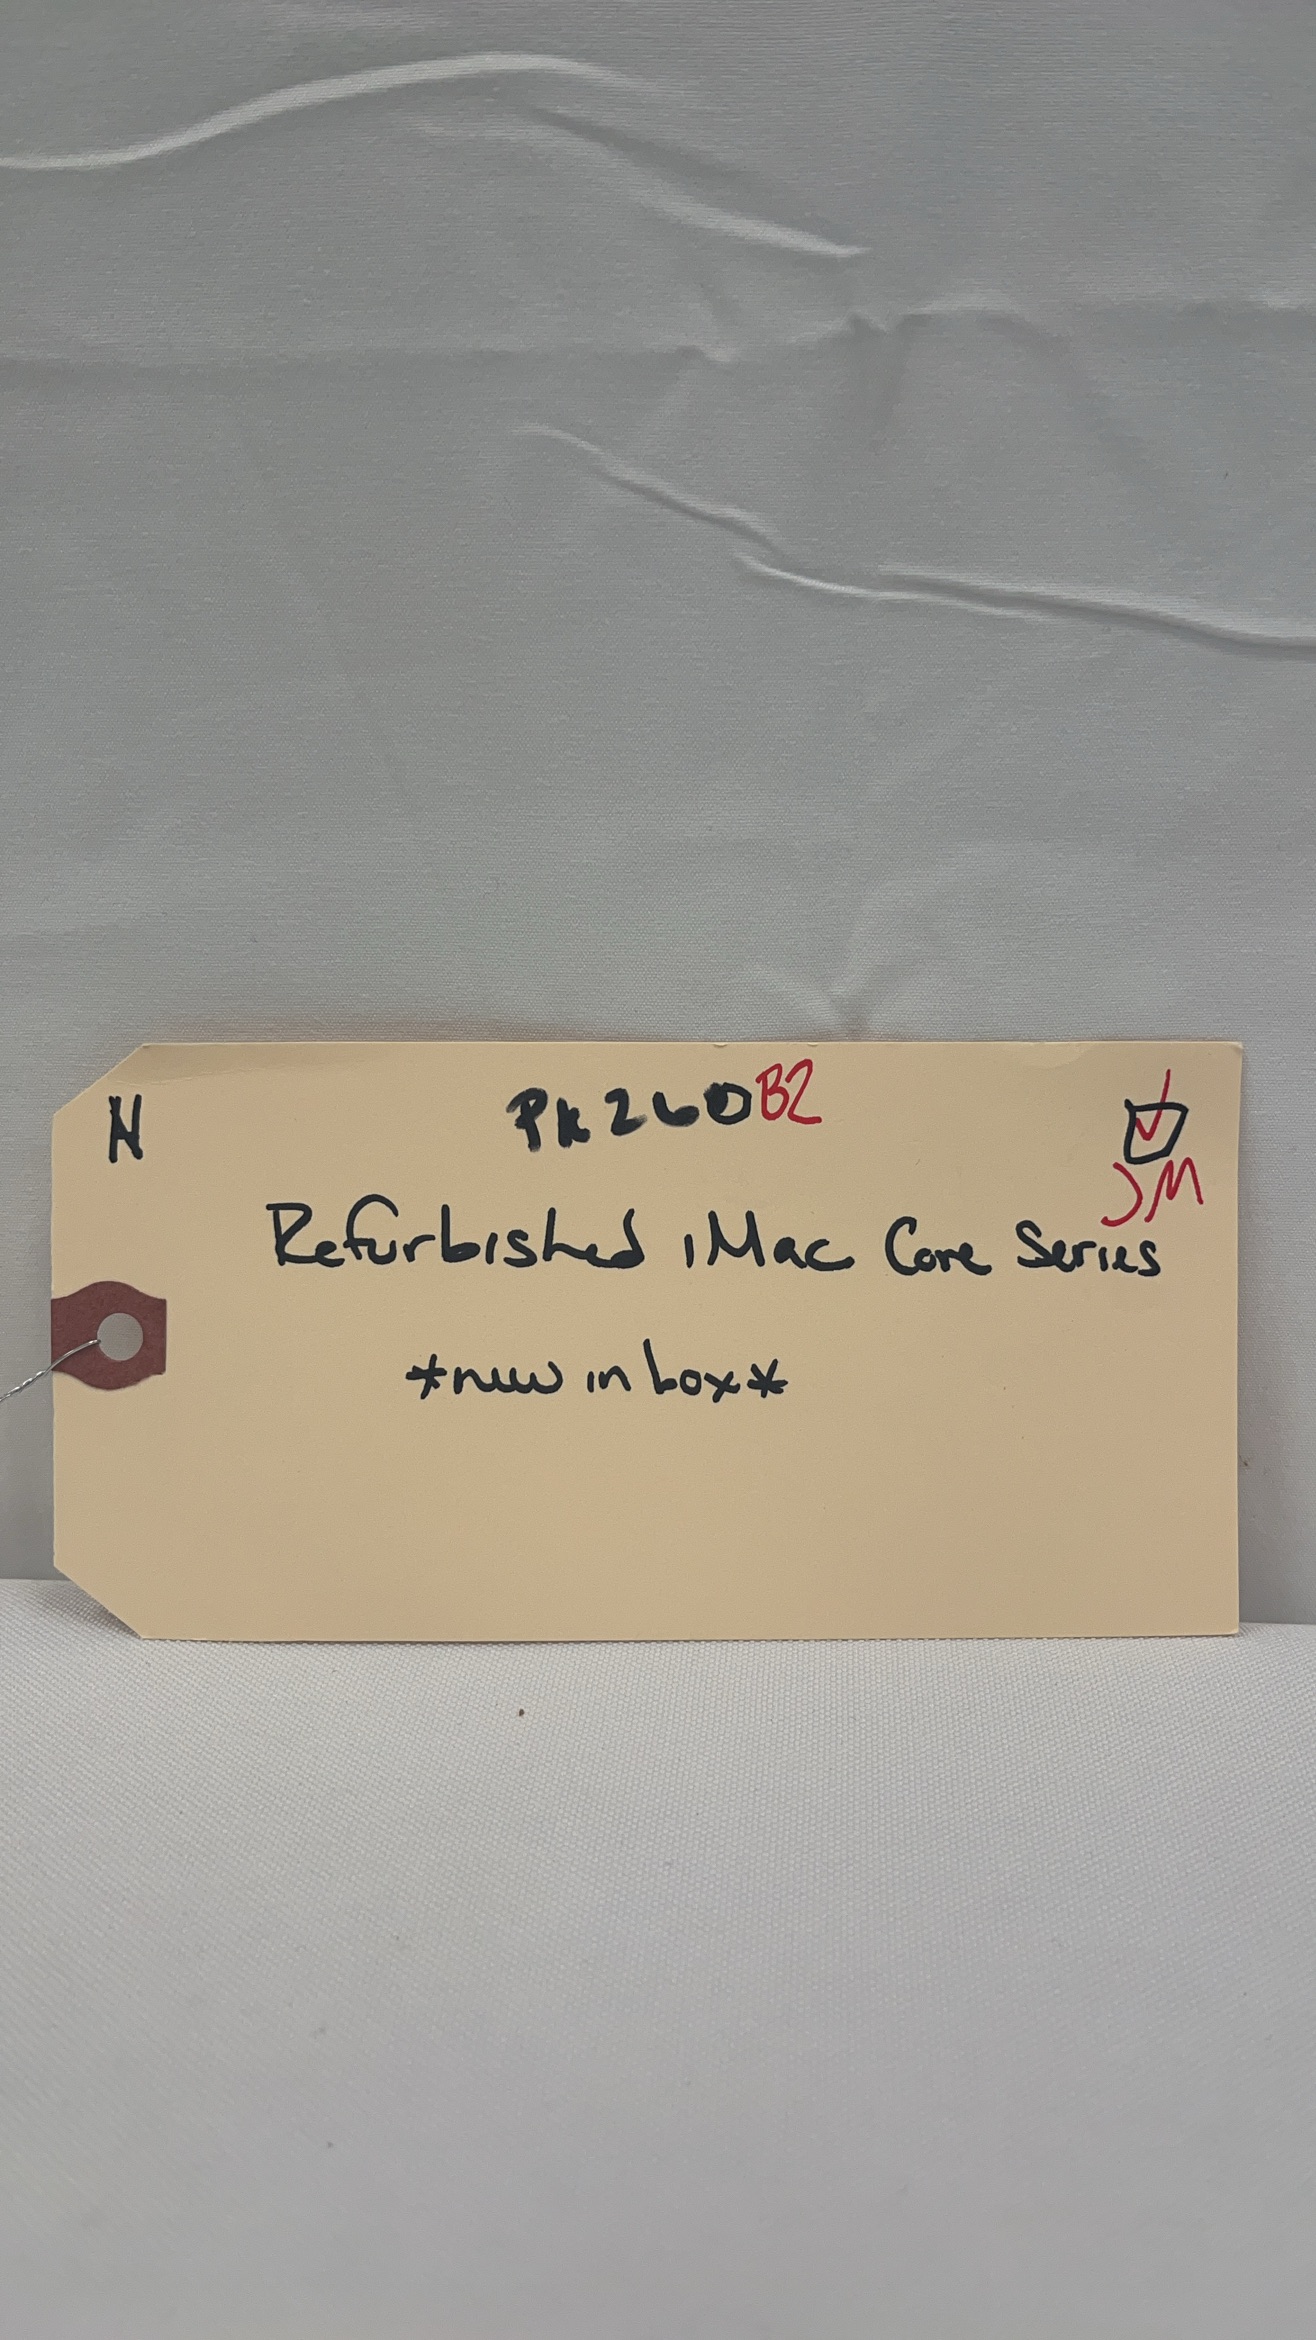 N PK260B2
JM
Refurbished iMac Core Series
*new in box*